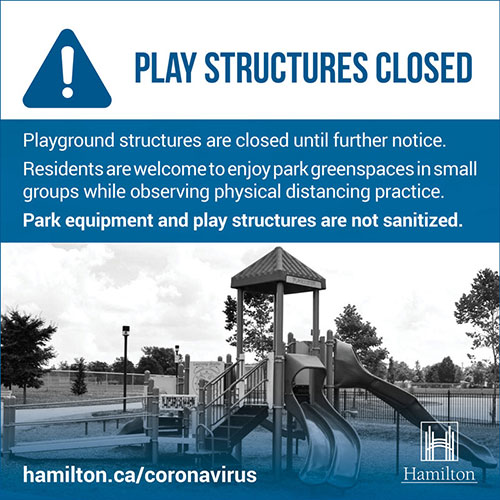 PLAY STRUCTURES CLOSED
Playground structures are closed until further notice.
Residents are welcome to enjoy park greenspaces in small
groups while observing physical distancing practice.
Park equipment and play structures are not sanitized.
hamilton.ca/coronavirus
Hamilton